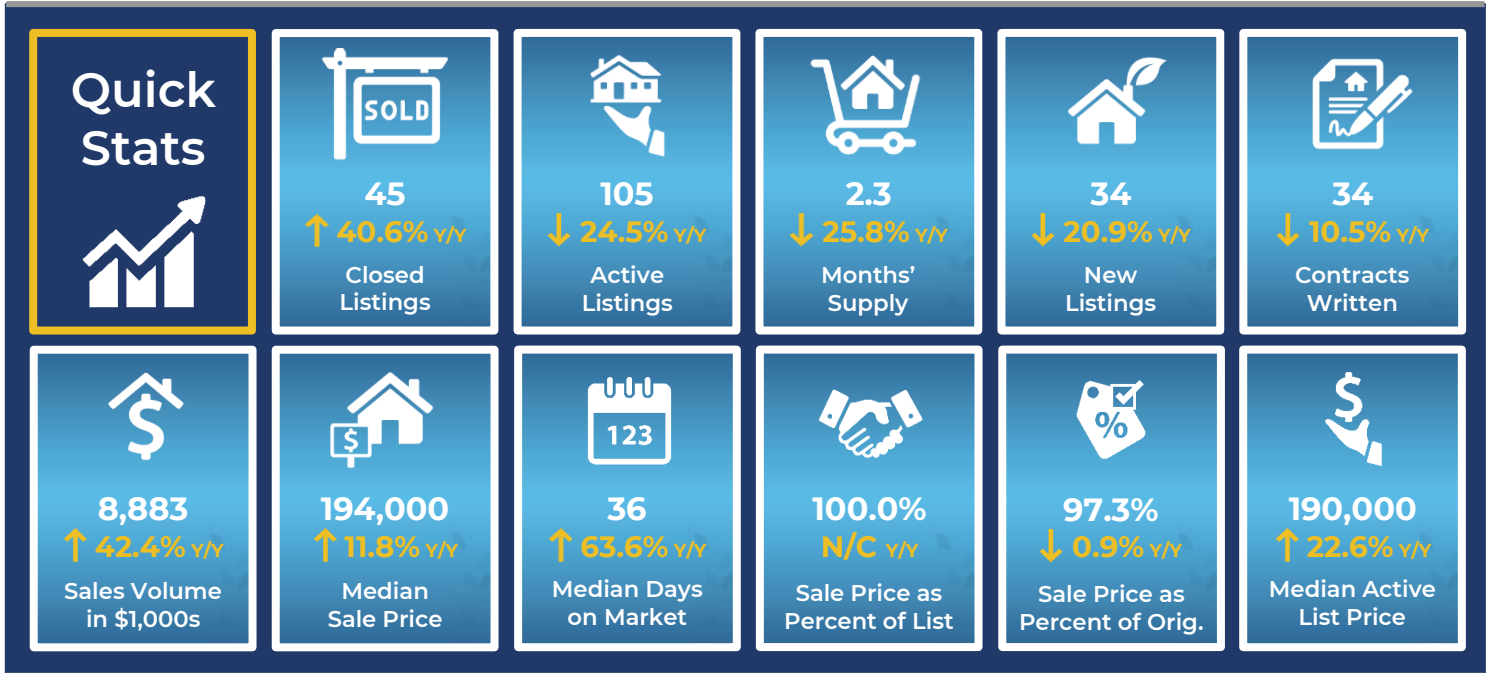 Quick
Stats
SOLD
45
↑ 40.6% Y/Y
Closed
Listings
105
↓ 24.5% Y/Y
Active
Listings
2.3
↓ 25.8% Y/Y
Months’
Supply
34
↓ 20.9% Y/Y
New
Listings
34
↓ 10.5% Y/Y
Contracts
Written
$
8,883
↑ 42.4% Y/Y
Sales Volume
in $1,000s
$
194,000
↑ 11.8% Y/Y
Median
Sale Price
123
36
↑ 63.6% Y/Y
Median Days
on Market
100.0%
N/C Y/Y
Sale Price as
Percent of List
%
97.3%
↓ 0.9% Y/Y
Sale Price as
Percent of Orig.
$
190,000
↑ 22.6% Y/Y
Median Active
List Price